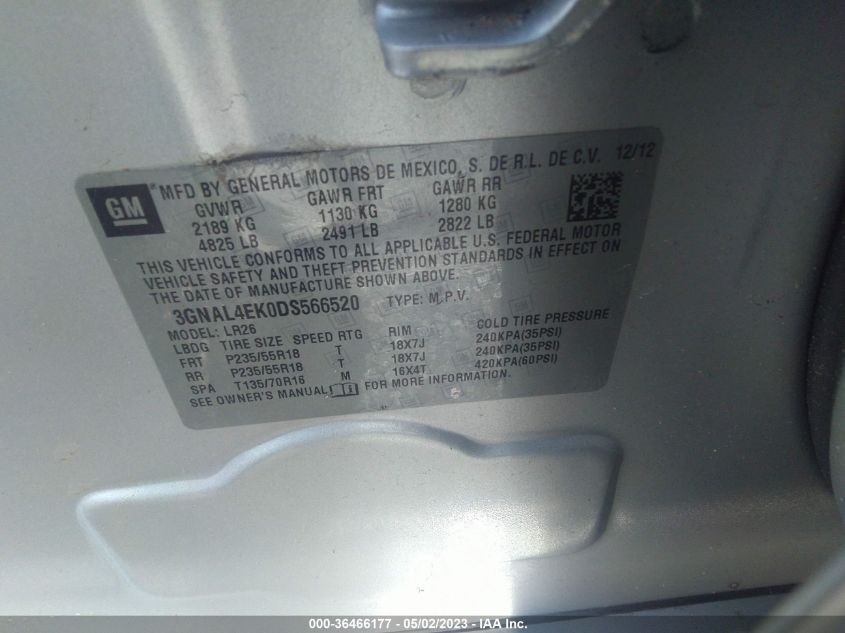 GM ® MFD BY GENERAL MOTORS DE MEXICO, S. DE R.L. DE C.V. 12/12
GVWR GAWR FRT GAWR RR
2189 KG 1130 KG 1280 KG
4825 LB 2491 LB 2822 LB
THIS VEHICLE CONFORMS TO ALL APPLICABLE U.S. FEDERAL MOTOR
VEHICLE SAFETY AND THEFT PREVENTION STANDARDS IN EFFECT ON
THE DATE OF MANUFACTURE SHOWN ABOVE.
3GNAL4EK0DS566520 TYPE: M.P.V.
MODEL: LR26
LBDG TIRE SIZE SPEED RTG RIM COLD TIRE PRESSURE
FRT P235/55R18 T 18X7J 240KPA(35PSI)
RR P235/55R18 T 18X7J 240KPA(35PSI)
SPA T135/70R16 M 16X4T 420KPA(60PSI)
SEE OWNER'S MANUAL FOR MORE INFORMATION.
000-36466177 - 05/02/2023 - IAA Inc.